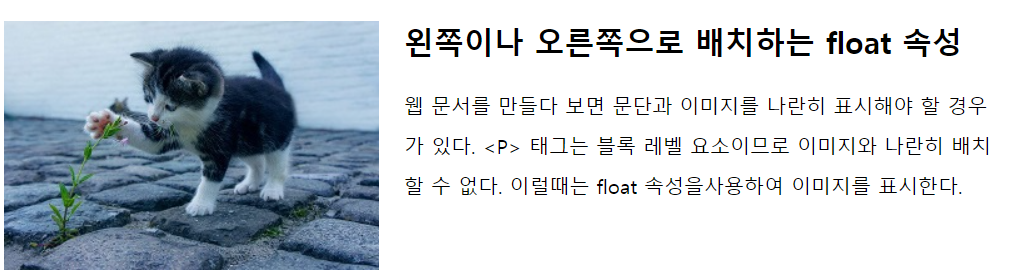 왼쪽이나 오른쪽으로 배치하는 float 속성
웹 문서를 만들다 보면 문단과 이미지를 나란히 표시해야 할 경우
가 있다. <P> 태그는 블록 레벨 요소이므로 이미지와 나란히 배치
할 수 없다. 이럴때는 float 속성을사용하여 이미지를 표시한다.